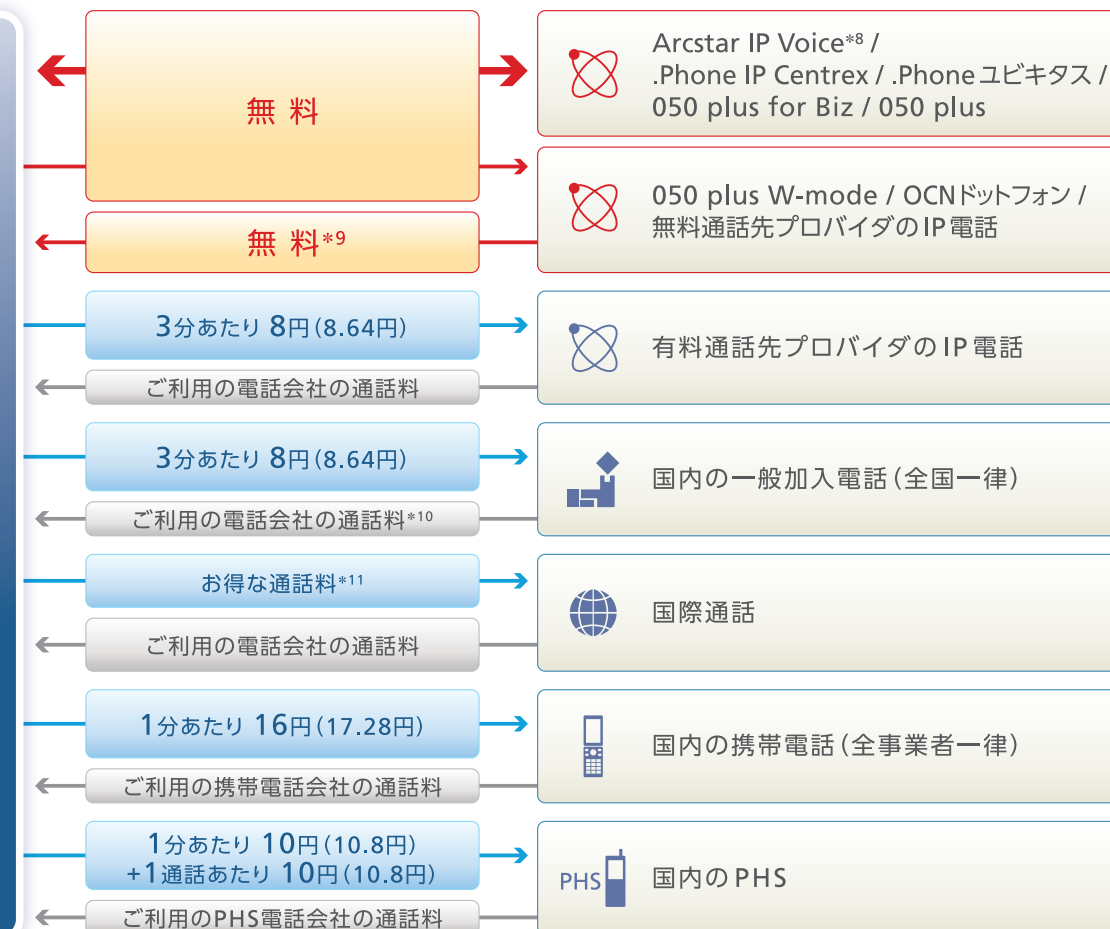 無料
Arcstar IP Voice*8 /
.Phone IP Centrex / .Phone ユビキタス /
050 plus for Biz / 050 plus
050 plus W-mode / OCNドットフォン /
無料通話先プロバイダのIP電話
無料*9
3分あたり 8円(8.64円)
ご利用の電話会社の通話料
有料通話先プロバイダのIP電話
3分あたり 8円(8.64円)
ご利用の電話会社の通話料*10
国内の一般加入電話(全国一律)
お得な通話料*11
ご利用の電話会社の通話料
国際通話
1分あたり 16円(17.28円)
ご利用の携帯電話会社の通話料
国内の携帯電話(全事業者一律)
1分あたり 10円(10.8円)
+1通話あたり 10円(10.8円)
ご利用のPHS電話会社の通話料
PHS
国内のPHS